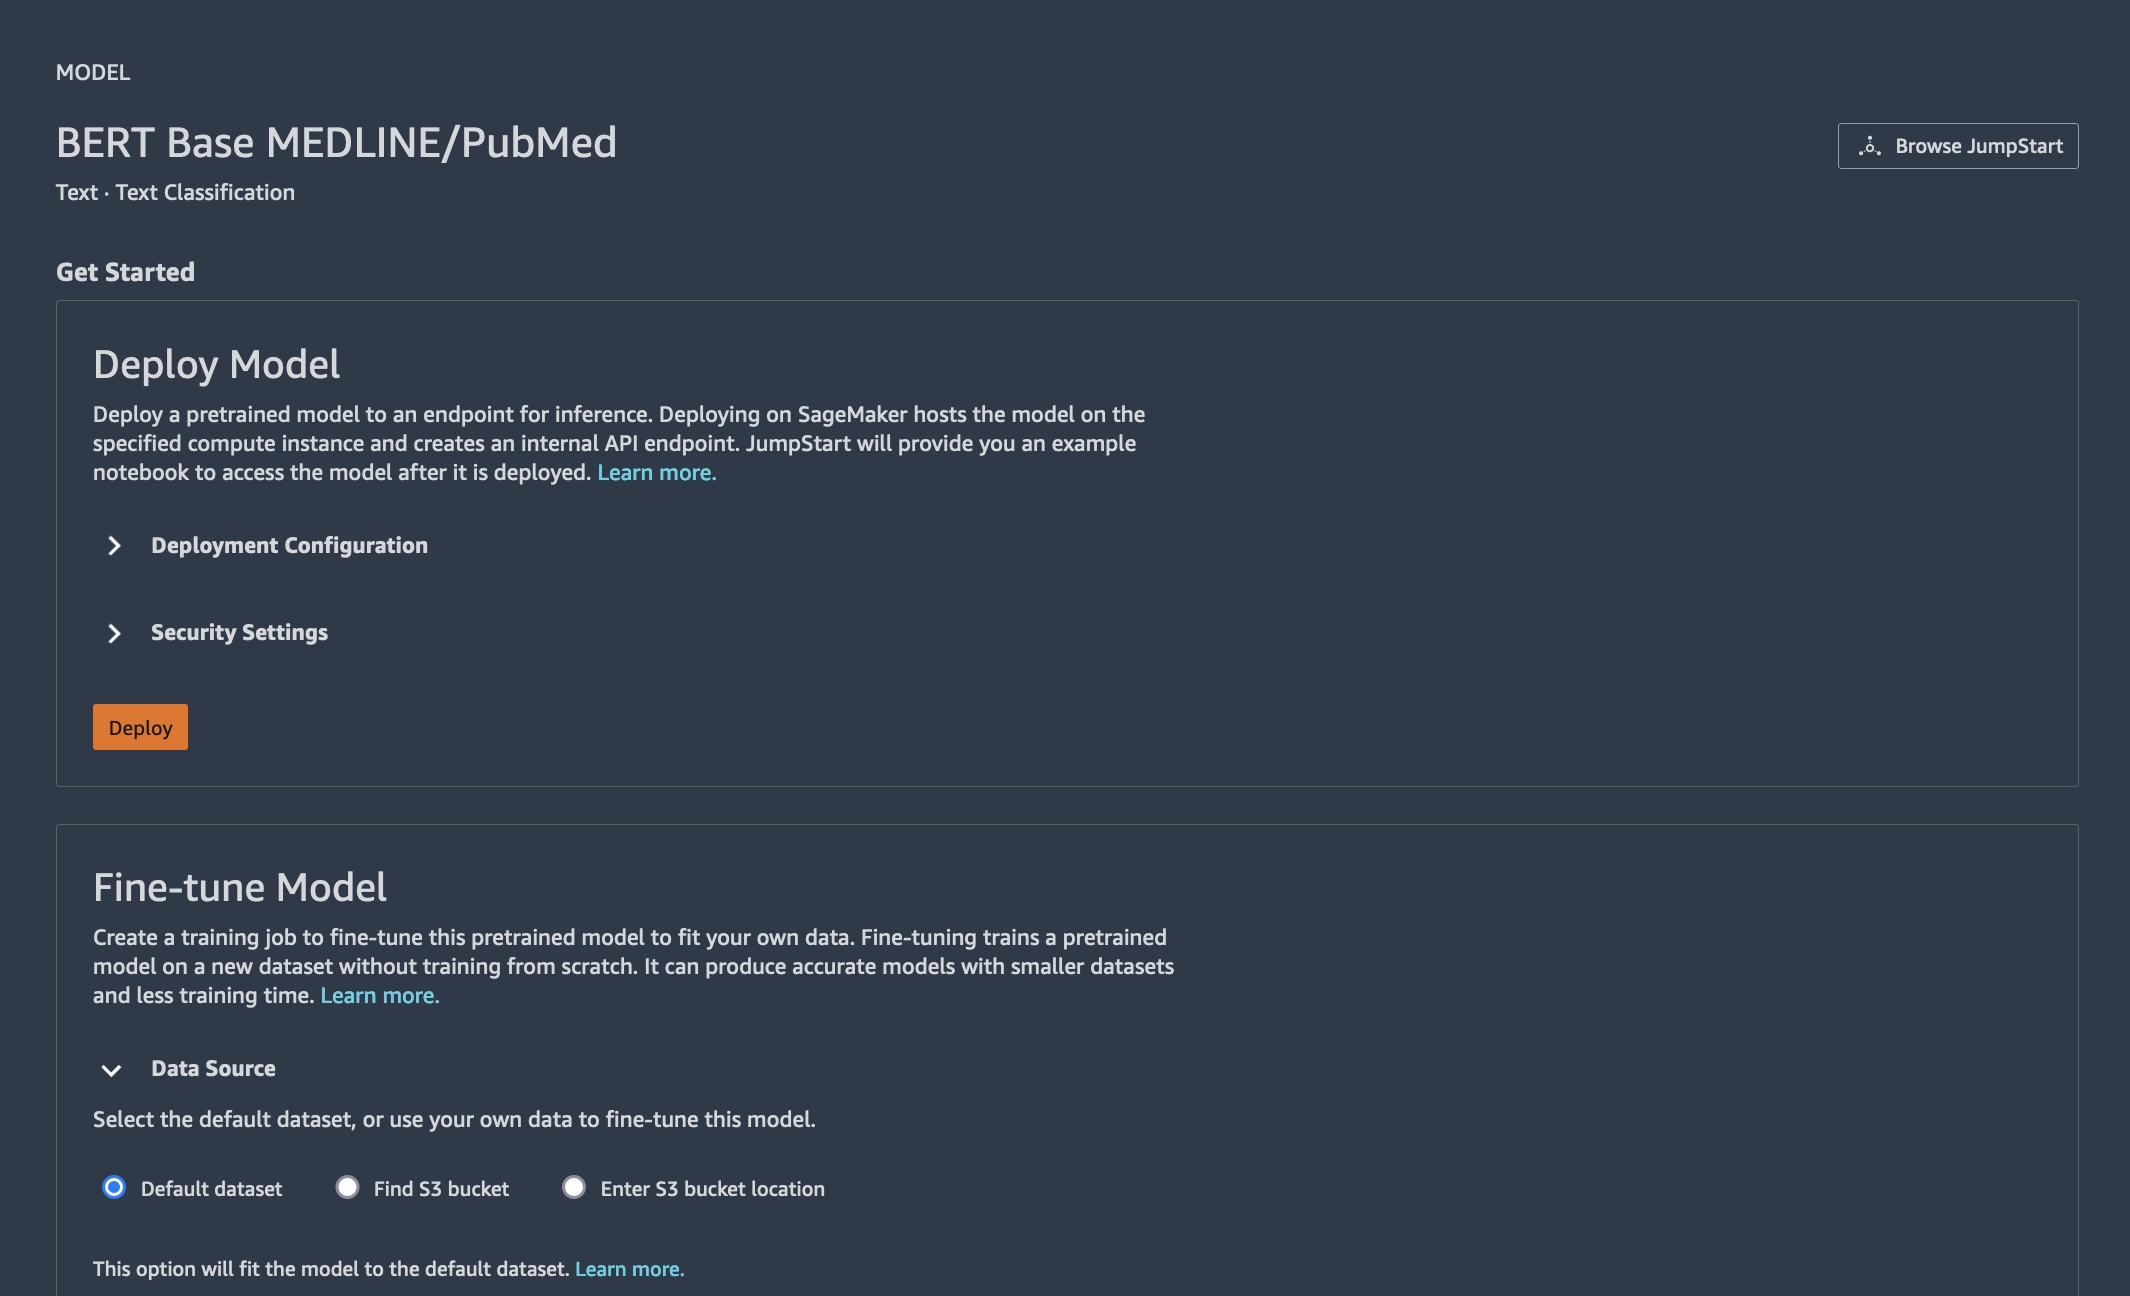 MODEL
BERT Base MEDLINE/PubMed
Browse JumpStart
Text · Text Classification
Get Started
Deploy Model
Deploy a pretrained model to an endpoint for inference. Deploying on SageMaker hosts the model on the
specified compute instance and creates an internal API endpoint. JumpStart will provide you an example
notebook to access the model after it is deployed. Learn more.
Deployment Configuration
Security Settings
Deploy
Fine-tune Model
Create a training job to fine-tune this pretrained model to fit your own data. Fine-tuning trains a pretrained
model on a new dataset without training from scratch. It can produce accurate models with smaller datasets
and less training time. Learn more.
Data Source
Select the default dataset, or use your own data to fine-tune this model.
Default dataset Find S3 bucket Enter S3 bucket location
This option will fit the model to the default dataset. Learn more.